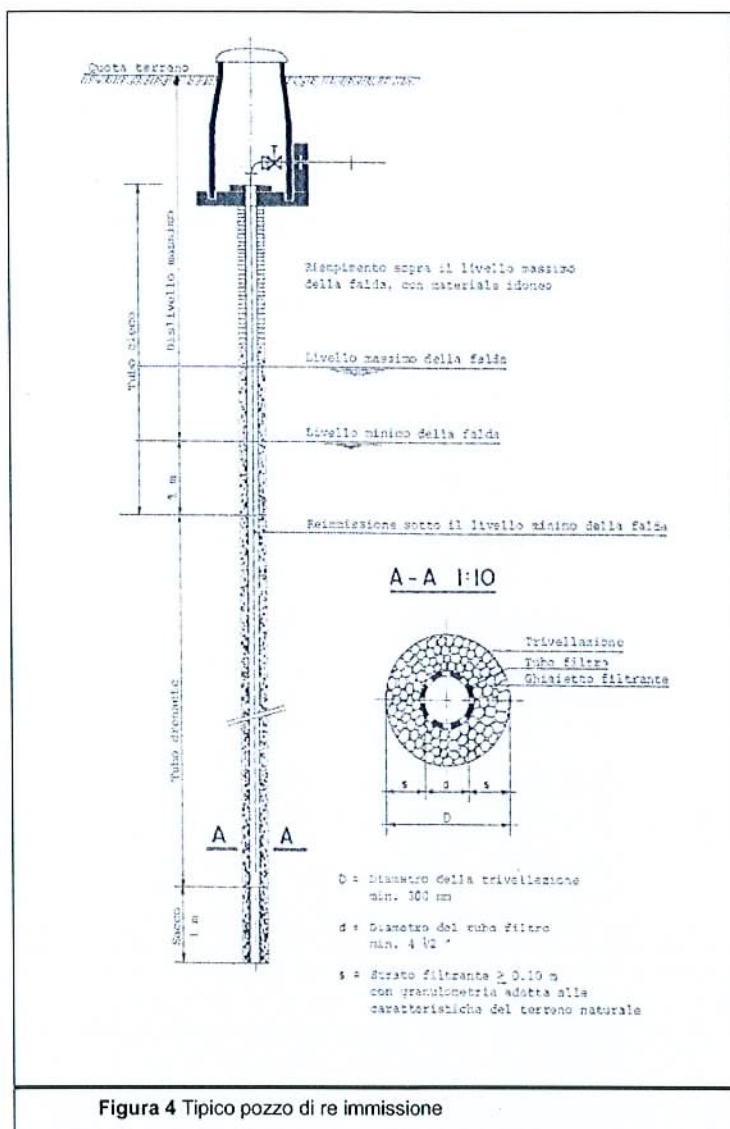 Quota terreno
T
Dislivello massimo
Tubo cieco
Riempimento sopra il livello massimo
della falda, con materiale idoneo
Livello massimo della falda
Livello minimo della falda
1 m
Reimmissione sotto il livello minimo della falda
A-A 1:10
Trivellazione
Tubo filtro
Ghiaietto filtrante
Tubo drenante
s d s
D
A A
D = Diametro della trivellazione
min. 300 mm
d = Diametro del tubo filtro
min. 4 1/2 "
Sacco
1 m
s = Strato filtrante ≥ 0.10 m
con granulometria adatta alle
caratteristiche del terreno naturale
Figura 4 Tipico pozzo di re immissione